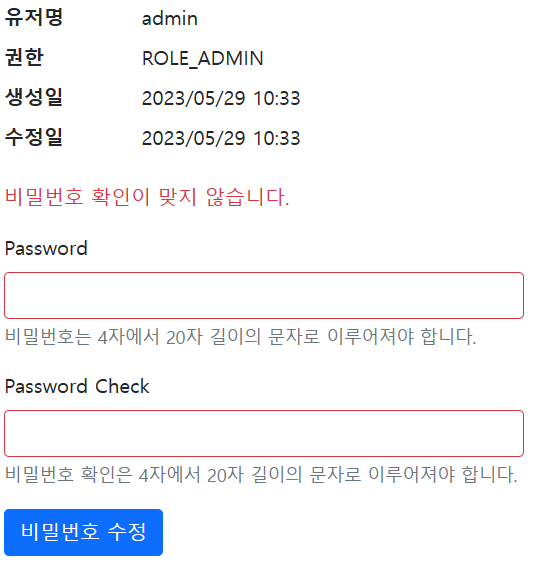 유저명 admin
권한 ROLE_ADMIN
생성일 2023/05/29 10:33
수정일 2023/05/29 10:33
비밀번호 확인이 맞지 않습니다.
Password
비밀번호는 4자에서 20자 길이의 문자로 이루어져야 합니다.
Password Check
비밀번호 확인은 4자에서 20자 길이의 문자로 이루어져야 합니다.
비밀번호 수정